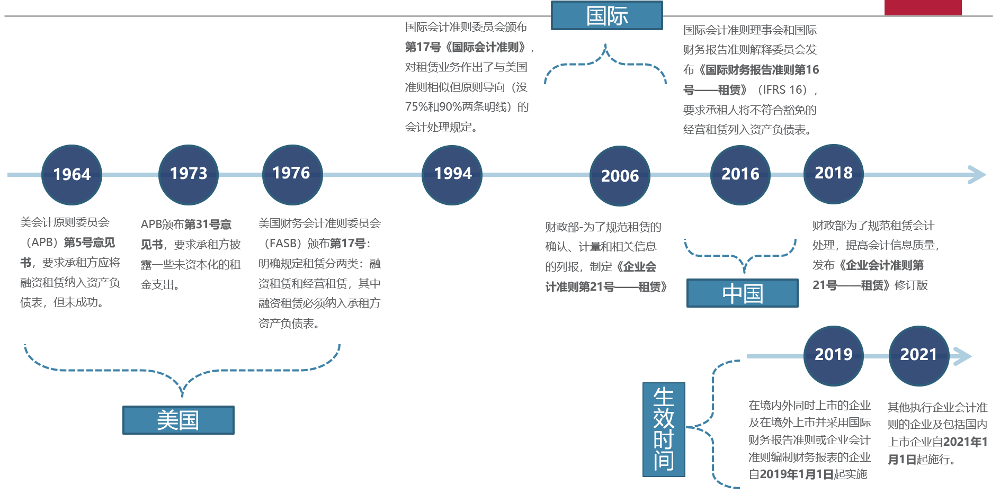 国际
国际会计准则委员会颁布
第17号《国际会计准则》，
对租赁业务作出了与美国
准则相似但原则导向（没
75%和90%两条明线）的
会计处理规定。
国际会计准则理事会和国际
财务报告准则解释委员会发
布《国际财务报告准则第16
号——租赁》（IFRS 16），
要求承租人将不符合豁免的
经营租赁列入资产负债表。
1964
1973
1976
1994
2006
2016
2018
美会计原则委员会
（APB）第5号意见
书，要求承租方应将
融资租赁纳入资产负
债表，但未成功。
APB颁布第31号意
见书，要求承租方披
露一些未资本化的租
金支出。
美国财务会计准则委员会
（FASB）颁布第17号：
明确规定租赁分两类：融
资租赁和经营租赁，其中
融资租赁必须纳入承租方
资产负债表。
财政部-为了规范租赁的
确认、计量和相关信息
的列报，制定《企业会
计准则第21号——租赁》
中国
财政部为了规范租赁会计
处理，提高会计信息质量，
发布《企业会计准则第
21号——租赁》修订版
美国
生效时间
2019
2021
在境内外同时上市的企业
及在境外上市并采用国际
财务报告准则或企业会计
准则编制财务报表的企业
自2019年1月1日起实施
其他执行企业会计准
则的企业及包括国内
上市企业自2021年1
月1日起施行。